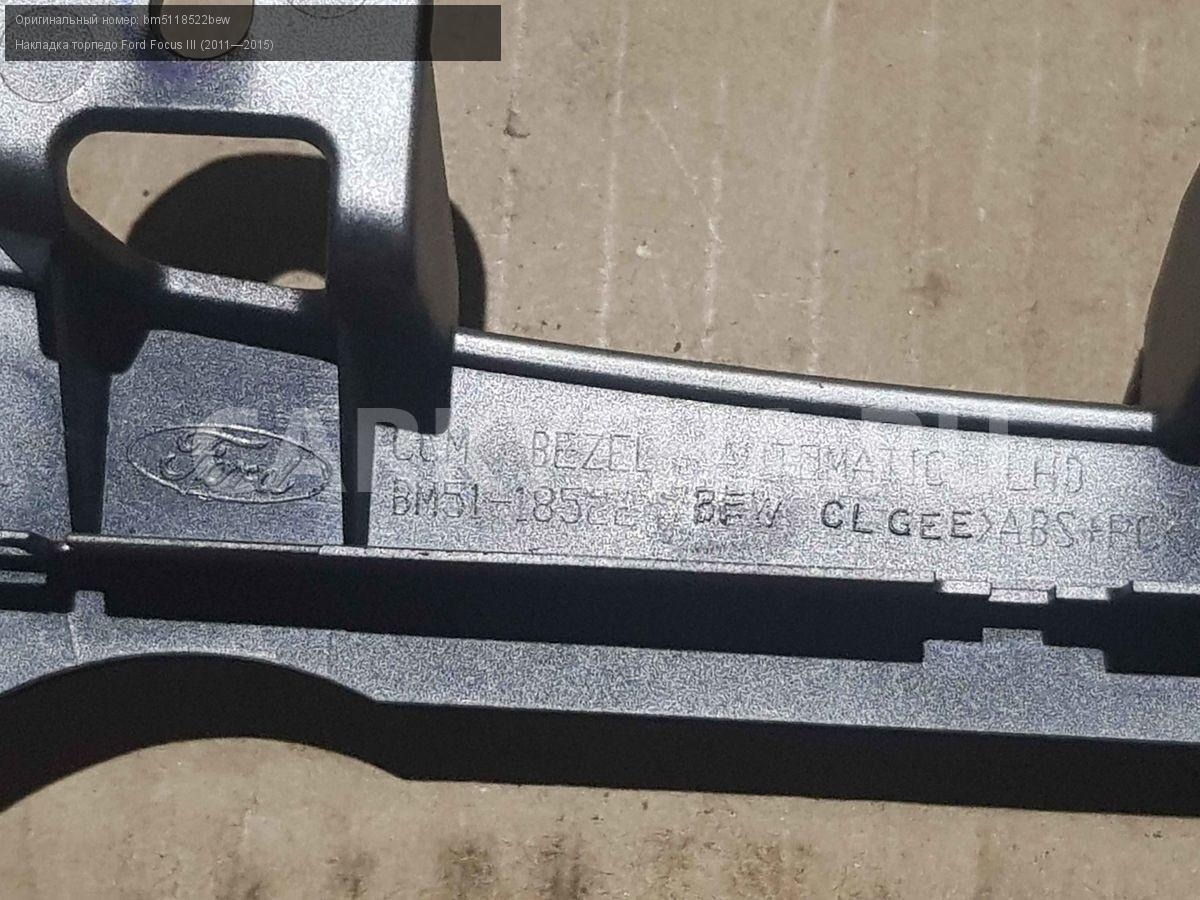 Оригинальный номер: bm5118522bew
Накладка торпедо Ford Focus III (2011—2015)
Ford
CCM BEZEL AUTOMATIC LHD
BM51-18522 BEW CLGEE >ABS+PC<